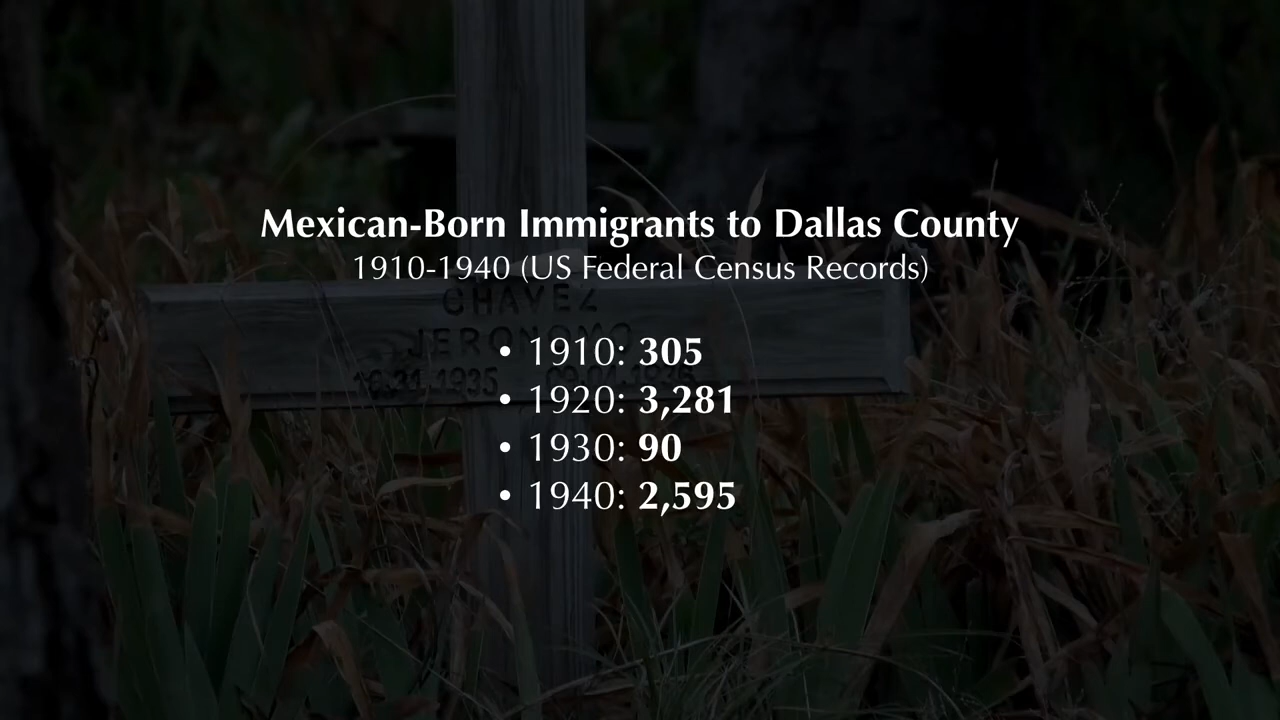 Mexican-Born Immigrants to Dallas County
1910-1940 (US Federal Census Records)
CHAVEZ
JERONOMO
• 1910: 305
• 1920: 3,281
• 1930: 90
• 1940: 2,595